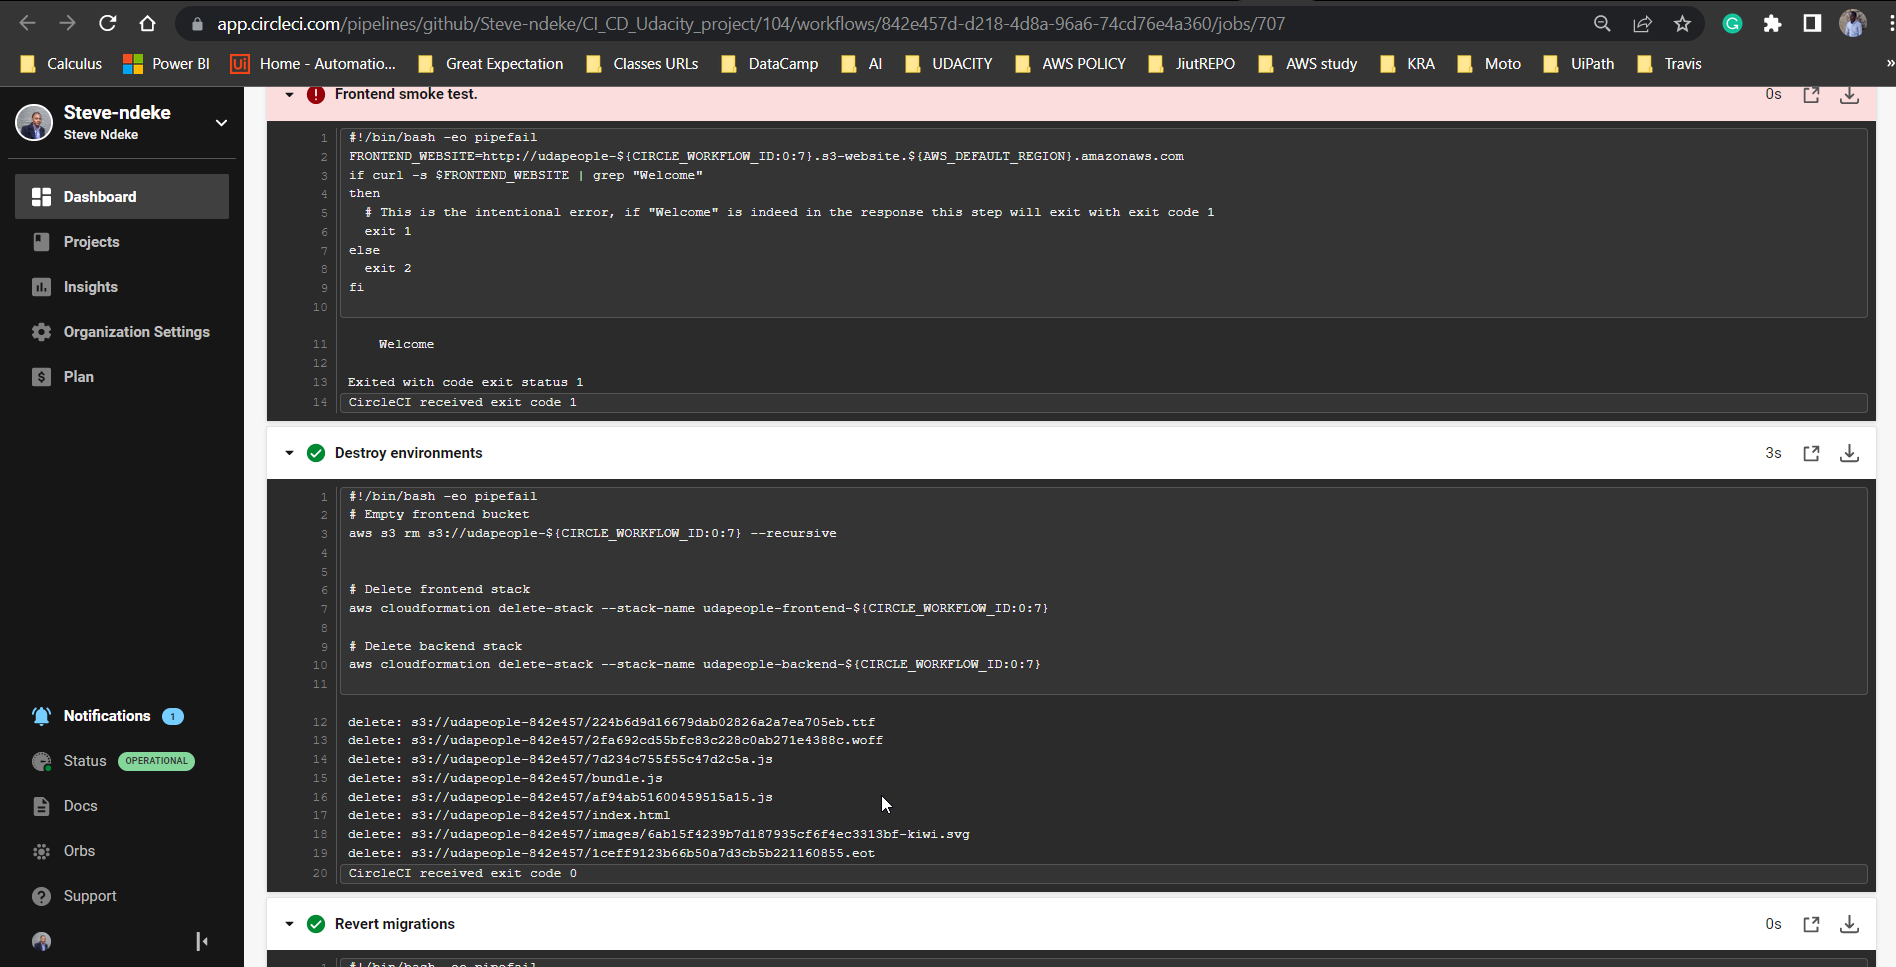 app.circleci.com/pipelines/github/Steve-ndeke/CI_CD_Udacity_project/104/workflows/842e457d-d218-4d8a-96a6-74cd76e4a360/jobs/707
Calculus Power BI Ui Home - Automatio... Great Expectation Classes URLs DataCamp AI UDACITY AWS POLICY JiutREPO AWS study KRA Moto UiPath Travis »
Steve-ndeke
Steve Ndeke
Dashboard
Projects
Insights
Organization Settings
Plan
Notifications 1
Status OPERATIONAL
Docs
Orbs
Support
Frontend smoke test. 0s
1 #!/bin/bash -eo pipefail
2 FRONTEND_WEBSITE=http://udapeople-${CIRCLE_WORKFLOW_ID:0:7}.s3-website.${AWS_DEFAULT_REGION}.amazonaws.com
3 if curl -s $FRONTEND_WEBSITE | grep "Welcome"
4 then
5 # This is the intentional error, if "Welcome" is indeed in the response this step will exit with exit code 1
6 exit 1
7 else
8 exit 2
9 fi
10
11 Welcome
12
13 Exited with code exit status 1
14 CircleCI received exit code 1
Destroy environments 3s
1 #!/bin/bash -eo pipefail
2 # Empty frontend bucket
3 aws s3 rm s3://udapeople-${CIRCLE_WORKFLOW_ID:0:7} --recursive
4
5
6 # Delete frontend stack
7 aws cloudformation delete-stack --stack-name udapeople-frontend-${CIRCLE_WORKFLOW_ID:0:7}
8
9 # Delete backend stack
10 aws cloudformation delete-stack --stack-name udapeople-backend-${CIRCLE_WORKFLOW_ID:0:7}
11
12 delete: s3://udapeople-842e457/224b6d9d16679dab02826a2a7ea705eb.ttf
13 delete: s3://udapeople-842e457/2fa692cd55bfc83c228c0ab271e4388c.woff
14 delete: s3://udapeople-842e457/7d234c755f55c47d2c5a.js
15 delete: s3://udapeople-842e457/bundle.js
16 delete: s3://udapeople-842e457/af94ab51600459515a15.js
17 delete: s3://udapeople-842e457/index.html
18 delete: s3://udapeople-842e457/images/6ab15f4239b7d187935cf6f4ec3313bf-kiwi.svg
19 delete: s3://udapeople-842e457/1ceff9123b66b50a7d3cb5b221160855.eot
20 CircleCI received exit code 0
Revert migrations 0s
1 #!/bin/bash -eo pipefail